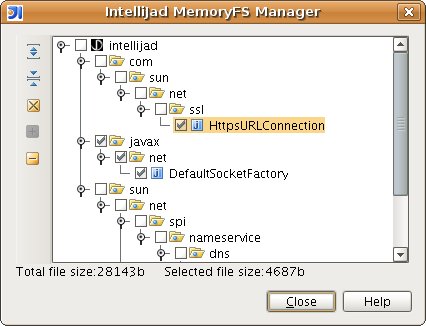 IntelliJad MemoryFS Manager
intellijad
com
sun
net
ssl
HttpsURLConnection
javax
net
DefaultSocketFactory
sun
net
spi
nameservice
dns
Total file size:28143b Selected file size:4687b
Close Help